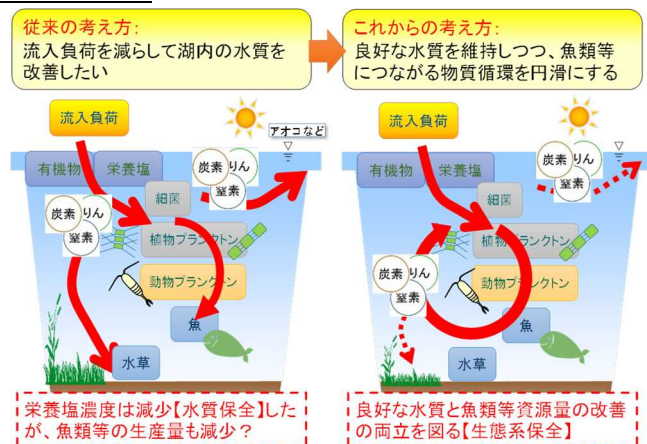 従来の考え方：
流入負荷を減らして湖内の水質を
改善したい
これからの考え方：
良好な水質を維持しつつ、魚類等
につながる物質循環を円滑にする
流入負荷
アオコなど
有機物
栄養塩
炭素
りん
窒素
細菌
炭素
りん
窒素
植物プランクトン
動物プランクトン
魚
水草
栄養塩濃度は減少【水質保全】した
が、魚類等の生産量も減少？
流入負荷
有機物
栄養塩
炭素
りん
窒素
細菌
植物プランクトン
炭素
りん
窒素
動物プランクトン
魚
水草
良好な水質と魚類等資源量の改善
の両立を図る【生態系保全】